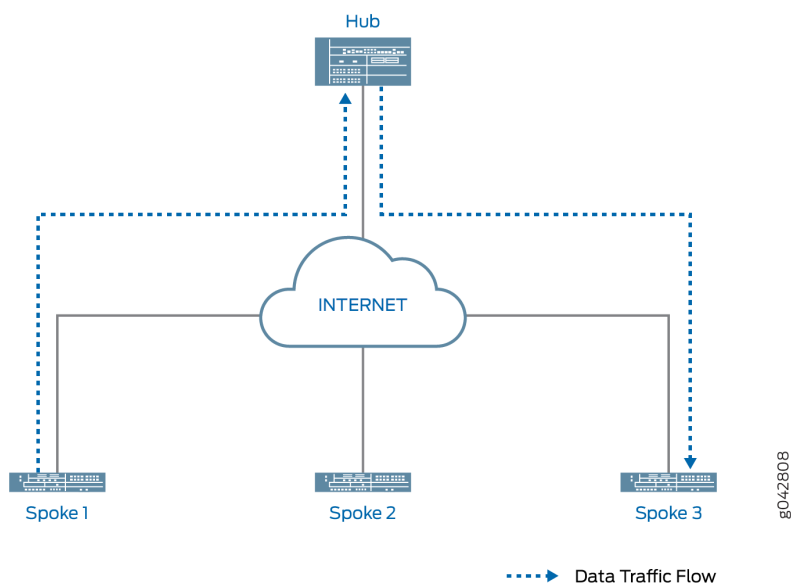 Hub
INTERNET
Spoke 1
Spoke 2
Spoke 3
g042808
Data Traffic Flow